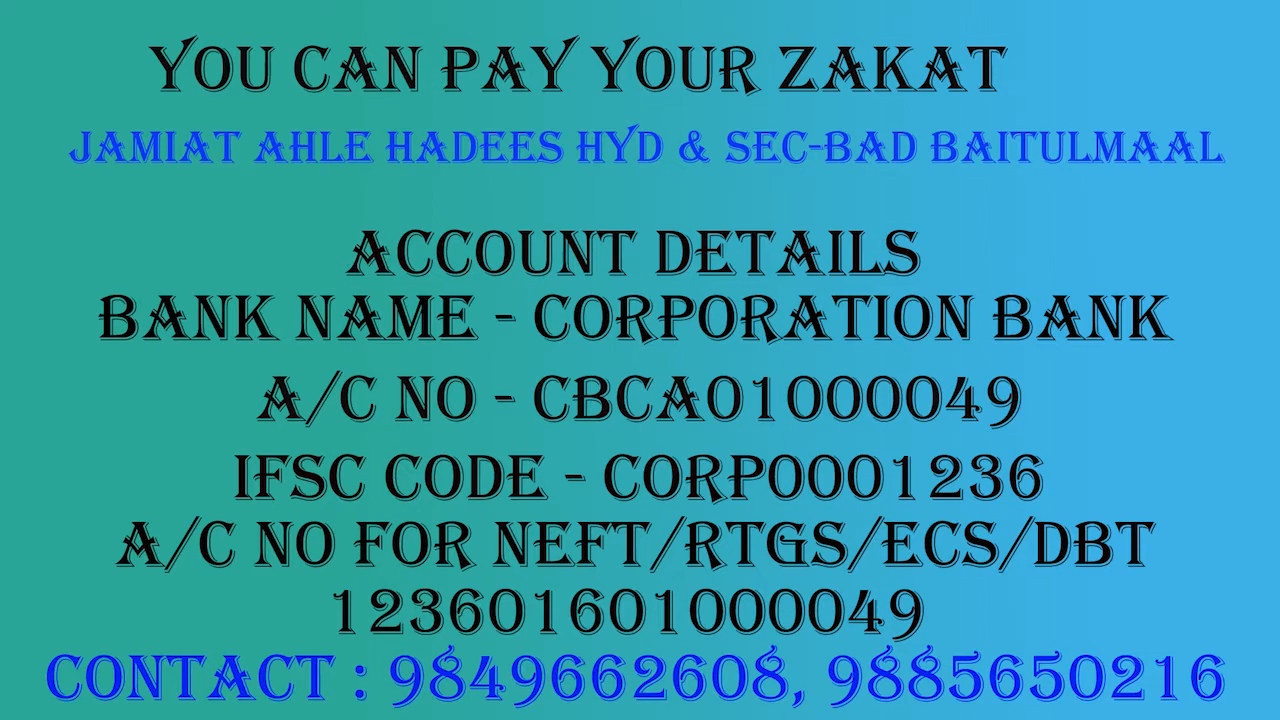 YOU CAN PAY YOUR ZAKAT
JAMIAT AHLE HADEES HYD & SEC-BAD BAITULMAAL
ACCOUNT DETAILS
BANK NAME - CORPORATION BANK
A/C NO - CBCA01000049
IFSC CODE - CORP0001236
A/C NO FOR NEFT/RTGS/ECS/DBT
123601601000049
CONTACT : 9849662608, 9885650216